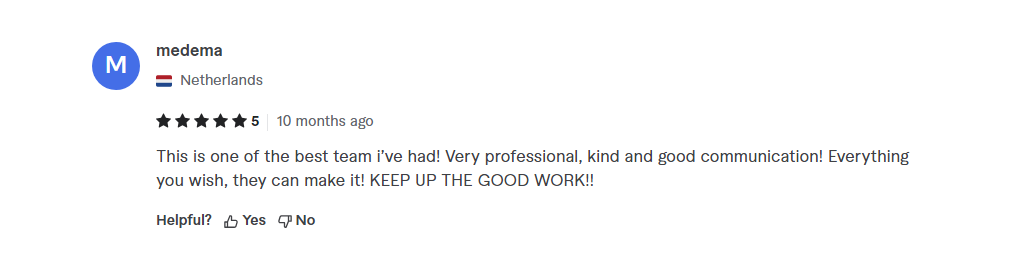 M
medema
Netherlands
5 10 months ago
This is one of the best team i've had! Very professional, kind and good communication! Everything
you wish, they can make it! KEEP UP THE GOOD WORK!!
Helpful? Yes No